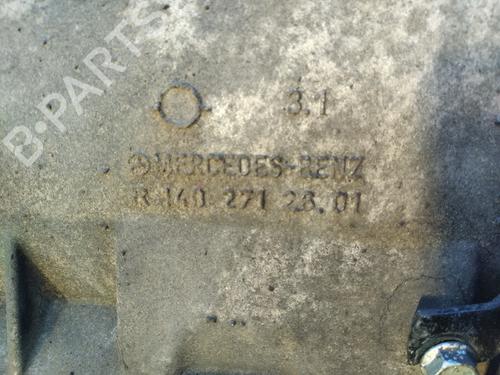 B-PARTS
3.1
MERCEDES-BENZ
R 140 271 23.01